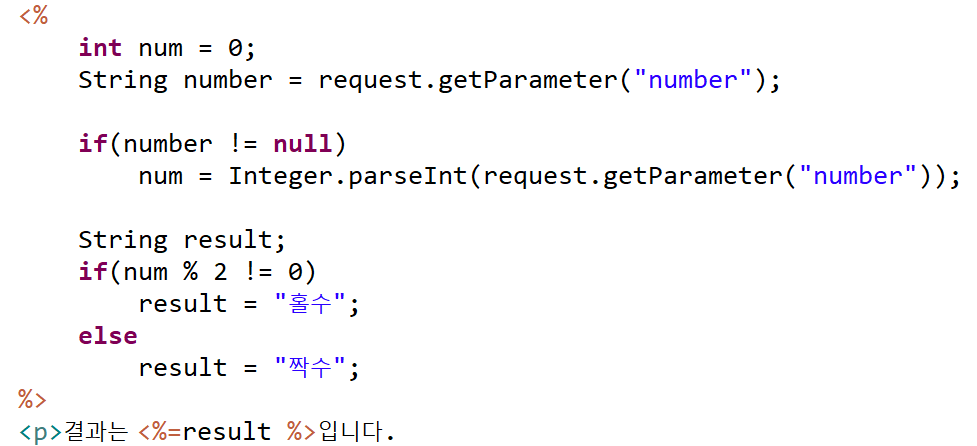 <%
    int num = 0;
    String number = request.getParameter("number");

    if(number != null)
        num = Integer.parseInt(request.getParameter("number"));

    String result;
    if(num % 2 != 0)
        result = "홀수";
    else
        result = "짝수";
%>
<p>결과는 <%=result %>입니다.